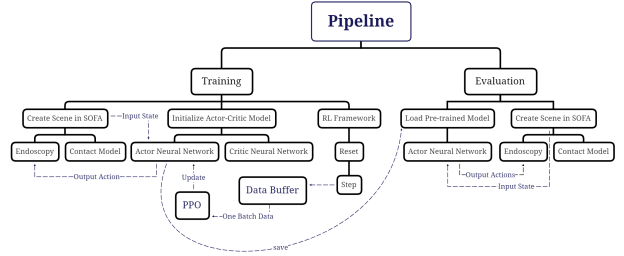 Pipeline
Training
Evaluation
Create Scene in SOFA
Input State
Initialize Actor-Critic Model
RL Framework
Load Pre-trained Model
Create Scene in SOFA
Endoscopy
Contact Model
Actor Neural Network
Critic Neural Network
Reset
Actor Neural Network
Endoscopy
Contact Model
Output Action
Update
Step
Output Actions
Input State
Data Buffer
PPO
One Batch Data
save